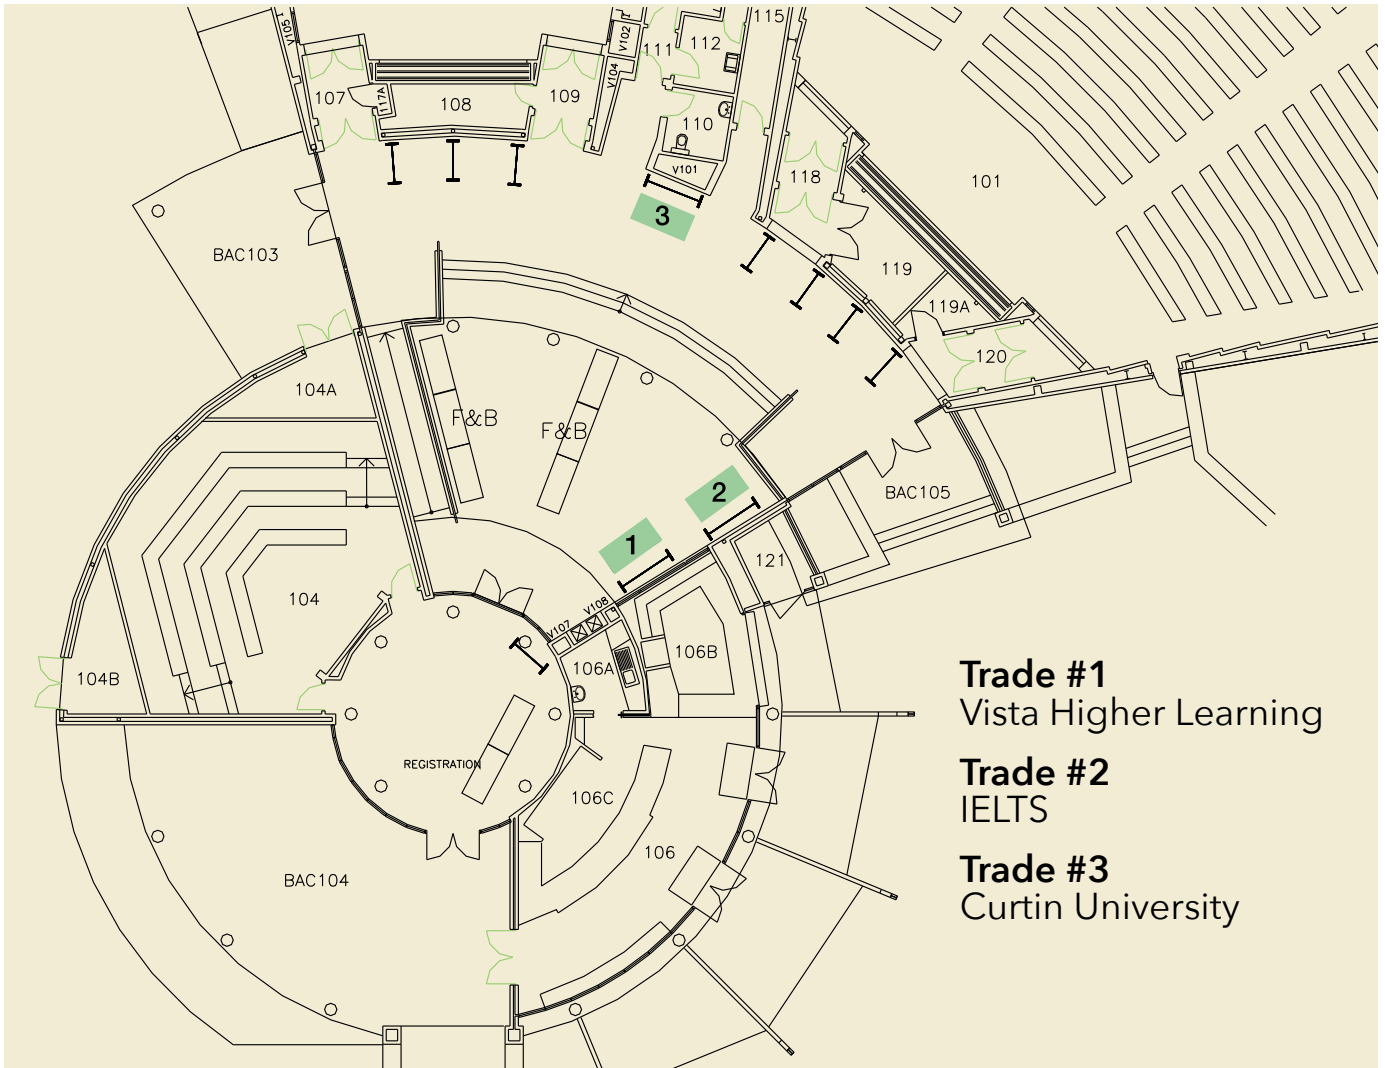 V105
V102
111
112
115
107
117A
108
109
V104
110
V101
118
101
3
BAC103
119
119A
120
104A
F&B
F&B
2
BAC105
1
121
104
V107
V108
106A
106B
104B
REGISTRATION
106C
106
BAC104
Trade #1
Vista Higher Learning
Trade #2
IELTS
Trade #3
Curtin University